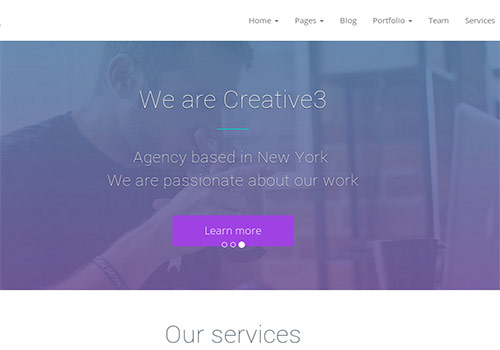 Home Pages Blog Portfolio Team Services
We are Creative3
Agency based in New York
We are passionate about our work
Learn more
Our services